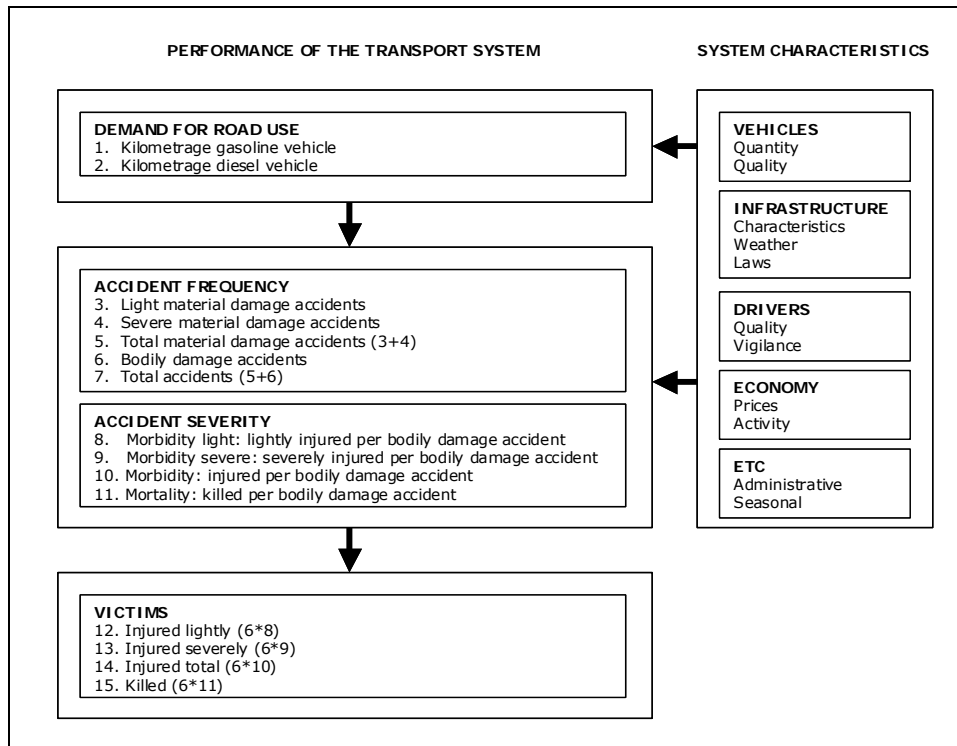 PERFORMANCE OF THE TRANSPORT SYSTEM
DEMAND FOR ROAD USE
1. Kilometrage gasoline vehicle
2. Kilometrage diesel vehicle
ACCIDENT FREQUENCY
3. Light material damage accidents
4. Severe material damage accidents
5. Total material damage accidents (3+4)
6. Bodily damage accidents
7. Total accidents (5+6)
ACCIDENT SEVERITY
8. Morbidity light: lightly injured per bodily damage accident
9. Morbidity severe: severely injured per bodily damage accident
10. Morbidity: injured per bodily damage accident
11. Mortality: killed per bodily damage accident
VICTIMS
12. Injured lightly (6*8)
13. Injured severely (6*9)
14. Injured total (6*10)
15. Killed (6*11)
SYSTEM CHARACTERISTICS
VEHICLES
Quantity
Quality
INFRASTRUCTURE
Characteristics
Weather
Laws
DRIVERS
Quality
Vigilance
ECONOMY
Prices
Activity
ETC
Administrative
Seasonal